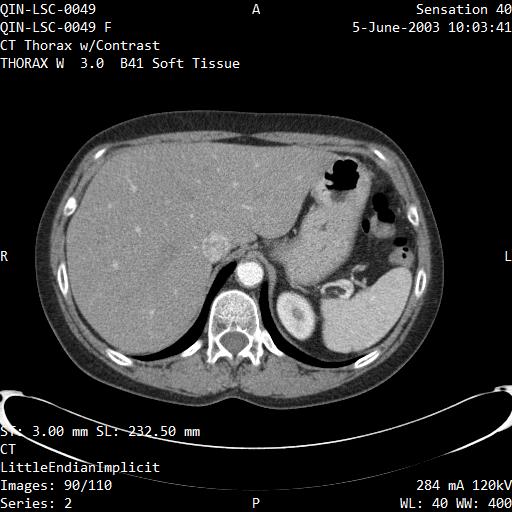 QIN-LSC-0049 A Sensation 40
QIN-LSC-0049 F 5-June-2003 10:03:41
CT Thorax w/Contrast
THORAX W 3.0 B41 Soft Tissue
R L
ST: 3.00 mm SL: 232.50 mm
CT
LittleEndianImplicit
Images: 90/110 284 mA 120kV
Series: 2 P WL: 40 WW: 400